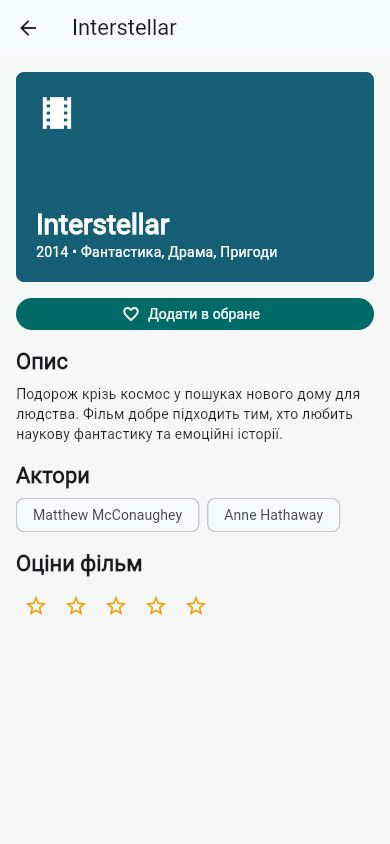 Interstellar
Interstellar
2014 • Фантастика, Драма, Пригоди
Додати в обране
Опис
Подорож крізь космос у пошуках нового дому для
людства. Фільм добре підходить тим, хто любить
наукову фантастику та емоційні історії.
Актори
Matthew McConaughey
Anne Hathaway
Оціни фільм